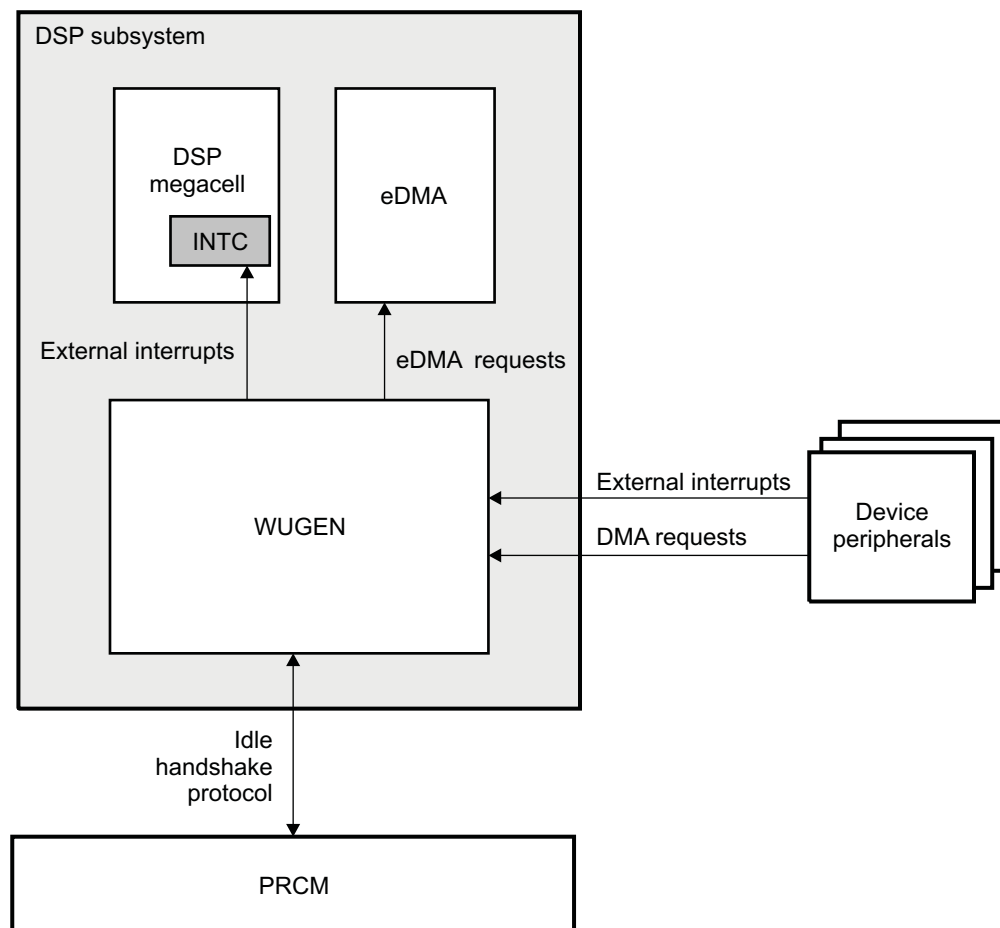 DSP subsystem
DSP
megacell
INTC
eDMA
External interrupts
eDMA requests
WUGEN
External interrupts
DMA requests
Device
peripherals
Idle
handshake
protocol
PRCM